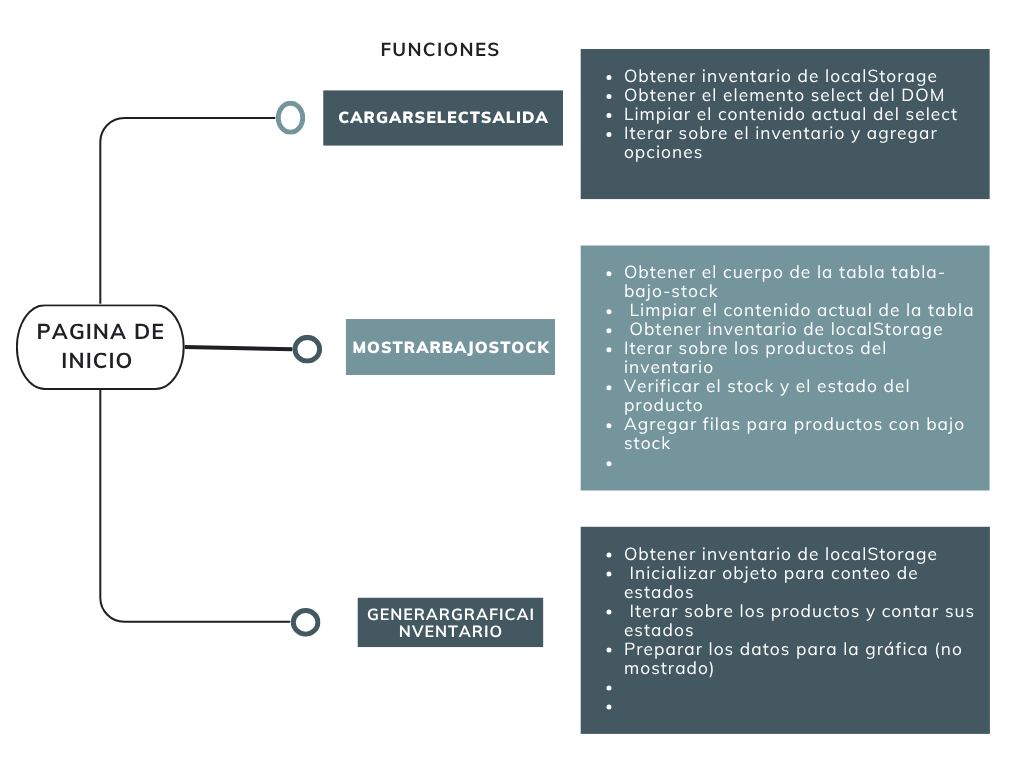 FUNCIONES
CARGARSELECTSALIDA
• Obtener inventario de localStorage
• Obtener el elemento select del DOM
• Limpiar el contenido actual del select
• Iterar sobre el inventario y agregar
opciones
PAGINA DE
INICIO
MOSTRARBAJOSTOCK
• Obtener el cuerpo de la tabla tabla-
bajo-stock
• Limpiar el contenido actual de la tabla
• Obtener inventario de localStorage
• Iterar sobre los productos del
inventario
• Verificar el stock y el estado del
producto
• Agregar filas para productos con bajo
stock
•
GENERARGRAFICAI
NVENTARIO
• Obtener inventario de localStorage
• Inicializar objeto para conteo de
estados
• Iterar sobre los productos y contar sus
estados
• Preparar los datos para la gráfica (no
mostrado)
•
•